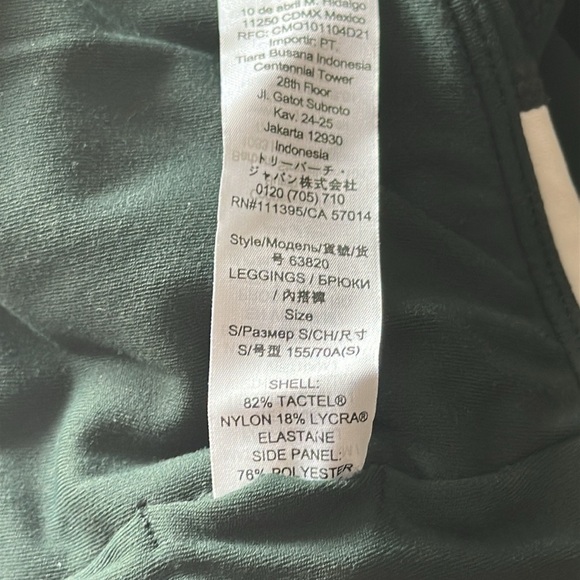 10 de abril M. Hidalgo
11250 CDMX Mexico
RFC: CMO101104D21
Importir: PT.
Tiara Busana Indonesia
Centennial Tower
28th Floor
Jl. Gatot Subroto
Kav. 24-25
Jakarta 12930
Indonesia
トリーバーチ・
ジャパン株式会社
0120 (705) 710
RN#111395/CA 57014
Style/Модель/貨號/货
号 63820
LEGGINGS / БРЮКИ
/ 內搭褲
Size
S/Размер S/CH/尺寸
S/号型 155/70A(S)
SHELL:
82% TACTEL®
NYLON 18% LYCRA®
ELASTANE
SIDE PANEL:
76% POLYESTER